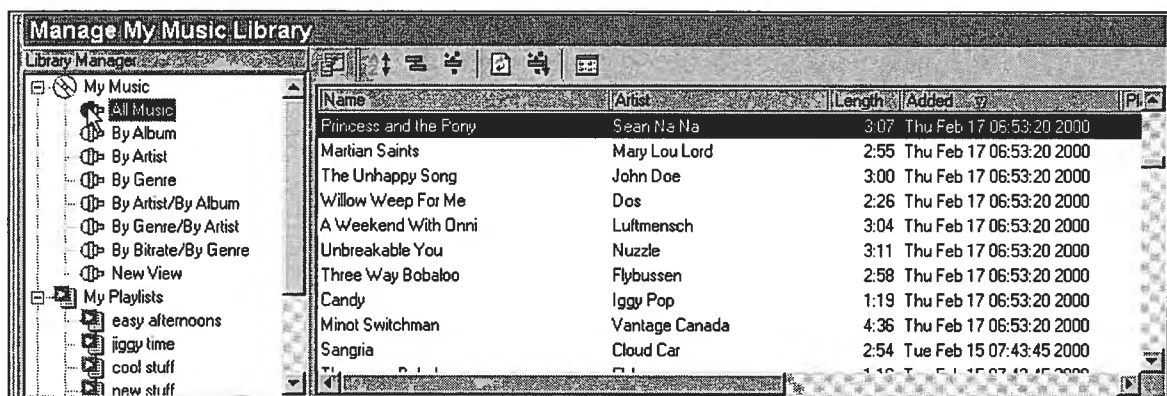 Manage My Music Library
Library Manager
My Music
All Music
By Album
By Artist
By Genre
By Artist/By Album
By Genre/By Artist
By Bitrate/By Genre
New View
My Playlists
easy afternoons
jiggy time
cool stuff
new stuff
Name Artist Length Added Pl
Princess and the Pony Sean Na Na 3:07 Thu Feb 17 06:53:20 2000
Martian Saints Mary Lou Lord 2:55 Thu Feb 17 06:53:20 2000
The Unhappy Song John Doe 3:00 Thu Feb 17 06:53:20 2000
Willow Weep For Me Dos 2:26 Thu Feb 17 06:53:20 2000
A Weekend With Onni Luftmensch 3:04 Thu Feb 17 06:53:20 2000
Unbreakable You Nuzzle 3:11 Thu Feb 17 06:53:20 2000
Three Way Bobaloo Flybussen 2:58 Thu Feb 17 06:53:20 2000
Candy Iggy Pop 1:19 Thu Feb 17 06:53:20 2000
Minot Switchman Vantage Canada 4:36 Thu Feb 17 06:53:20 2000
Sangria Cloud Car 2:54 Tue Feb 15 07:43:45 2000